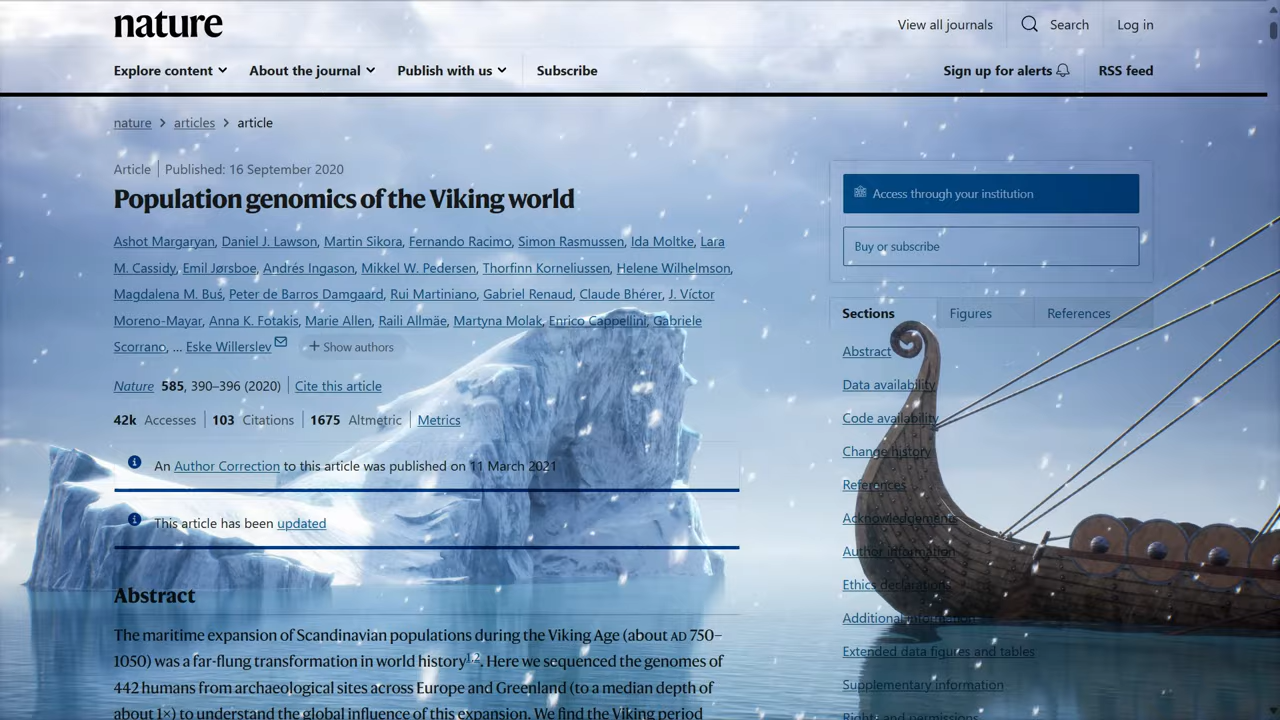 nature
View all journals
Search
Log in
Explore content
About the journal
Publish with us
Subscribe
Sign up for alerts
RSS feed
nature > articles > article
Article | Published: 16 September 2020
Population genomics of the Viking world
Ashot Margaryan, Daniel J. Lawson, Martin Sikora, Fernando Racimo, Simon Rasmussen, Ida Moltke, Lara
M. Cassidy, Emil Jørsboe, Andrés Ingason, Mikkel W. Pedersen, Thorfinn Korneliussen, Helene Wilhelmson,
Magdalena M. Buś, Peter de Barros Damgaard, Rui Martiniano, Gabriel Renaud, Claude Bhérer, J. Víctor
Moreno-Mayar, Anna K. Fotakis, Marie Allen, Raili Allmäe, Martyna Molak, Enrico Cappellini, Gabriele
Scorrano, … Eske Willerslev + Show authors
Nature 585, 390–396 (2020) | Cite this article
42k Accesses | 103 Citations | 1675 Altmetric | Metrics
An Author Correction to this article was published on 11 March 2021
This article has been updated
Abstract
The maritime expansion of Scandinavian populations during the Viking Age (about AD 750–
1050) was a far-flung transformation in world history1,2. Here we sequenced the genomes of
442 humans from archaeological sites across Europe and Greenland (to a median depth of
about 1×) to understand the global influence of this expansion. We find the Viking period
Access through your institution
Buy or subscribe
Sections
Figures
References
Abstract
Data availability
Code availability
Change history
References
Acknowledgements
Author information
Ethics declarations
Additional information
Extended data figures and tables
Supplementary information
Rights and permissions